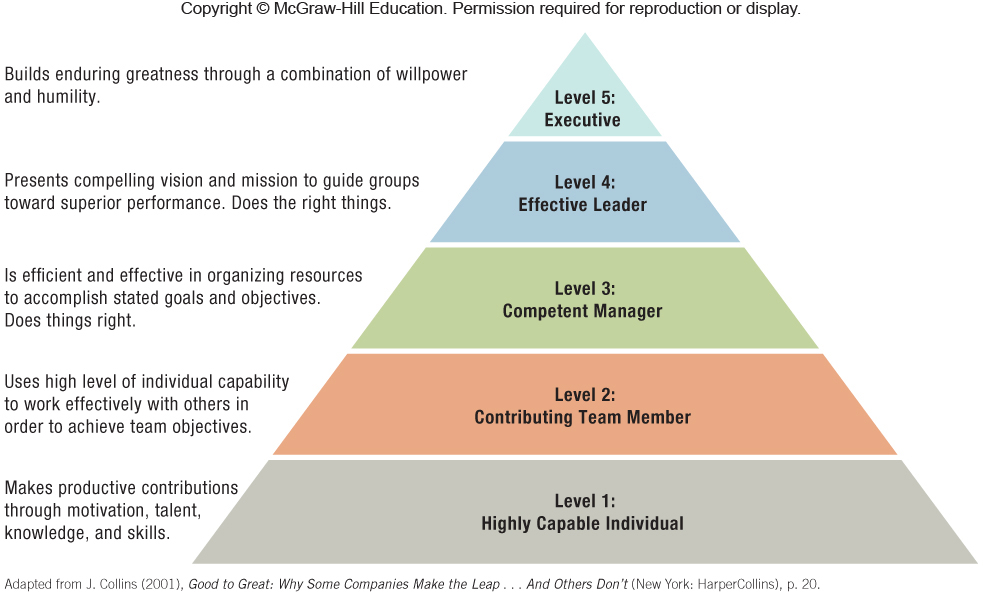 Copyright © McGraw-Hill Education. Permission required for reproduction or display.
Builds enduring greatness through a combination of willpower
and humility.
Level 5:
Executive
Presents compelling vision and mission to guide groups
toward superior performance. Does the right things.
Level 4:
Effective Leader
Is efficient and effective in organizing resources
to accomplish stated goals and objectives.
Does things right.
Level 3:
Competent Manager
Uses high level of individual capability
to work effectively with others in
order to achieve team objectives.
Level 2:
Contributing Team Member
Makes productive contributions
through motivation, talent,
knowledge, and skills.
Level 1:
Highly Capable Individual
Adapted from J. Collins (2001), Good to Great: Why Some Companies Make the Leap . . . And Others Don't (New York: HarperCollins), p. 20.